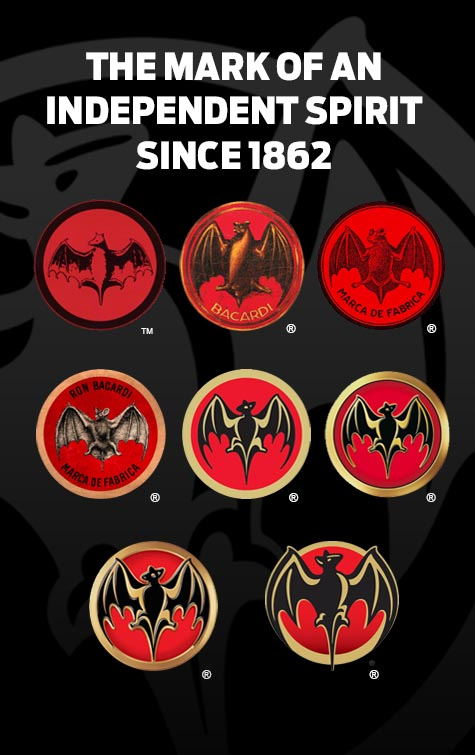 THE MARK OF AN
INDEPENDENT SPIRIT
SINCE 1862
TM
BACARDI
®
MARCA DE FABRICA
®
RON BACARDI
MARCA DE FABRICA
®
®
®
®
®